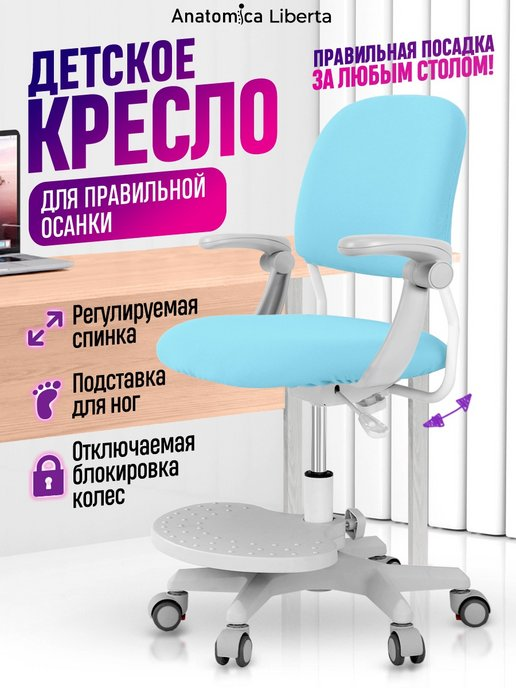 Anatomica Liberta
ДЕТСКОЕ
КРЕСЛО
ДЛЯ ПРАВИЛЬНОЙ
ОСАНКИ
ПРАВИЛЬНАЯ ПОСАДКА
ЗА ЛЮБЫМ СТОЛОМ!
Регулируемая
спинка
Подставка
для ног
Отключаемая
блокировка
колес